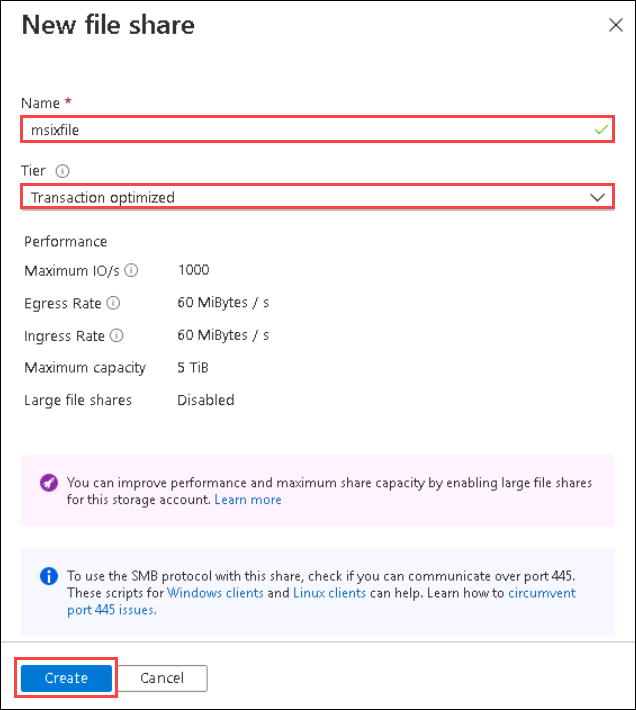 New file share
Name *
msixfile
Tier
Transaction optimized
Performance
Maximum IO/s 1000
Egress Rate 60 MiBytes / s
Ingress Rate 60 MiBytes / s
Maximum capacity 5 TiB
Large file shares Disabled
You can improve performance and maximum share capacity by enabling large file shares
for this storage account. Learn more
To use the SMB protocol with this share, check if you can communicate over port 445.
These scripts for Windows clients and Linux clients can help. Learn how to circumvent
port 445 issues.
Create Cancel